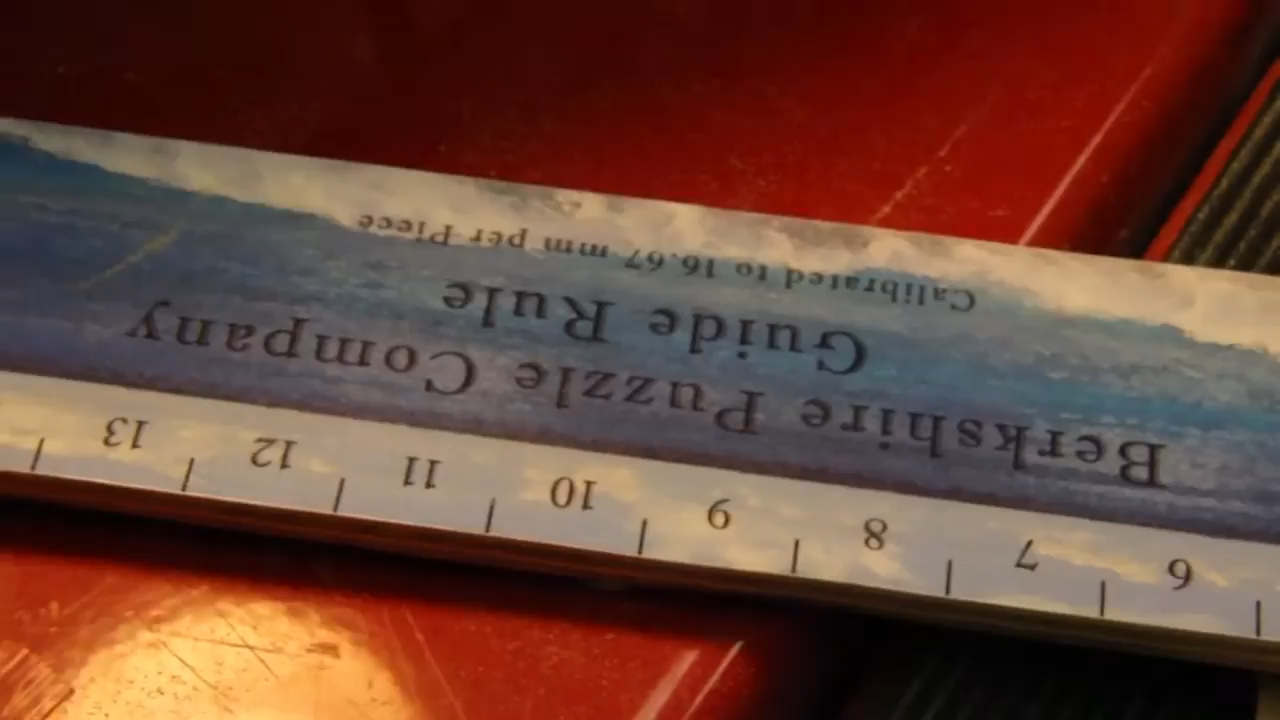 6 7 8 9 10 11 12 13
Berkshire Puzzle Company
Guide Rule
Calibrated to 16.67 mm per Piece